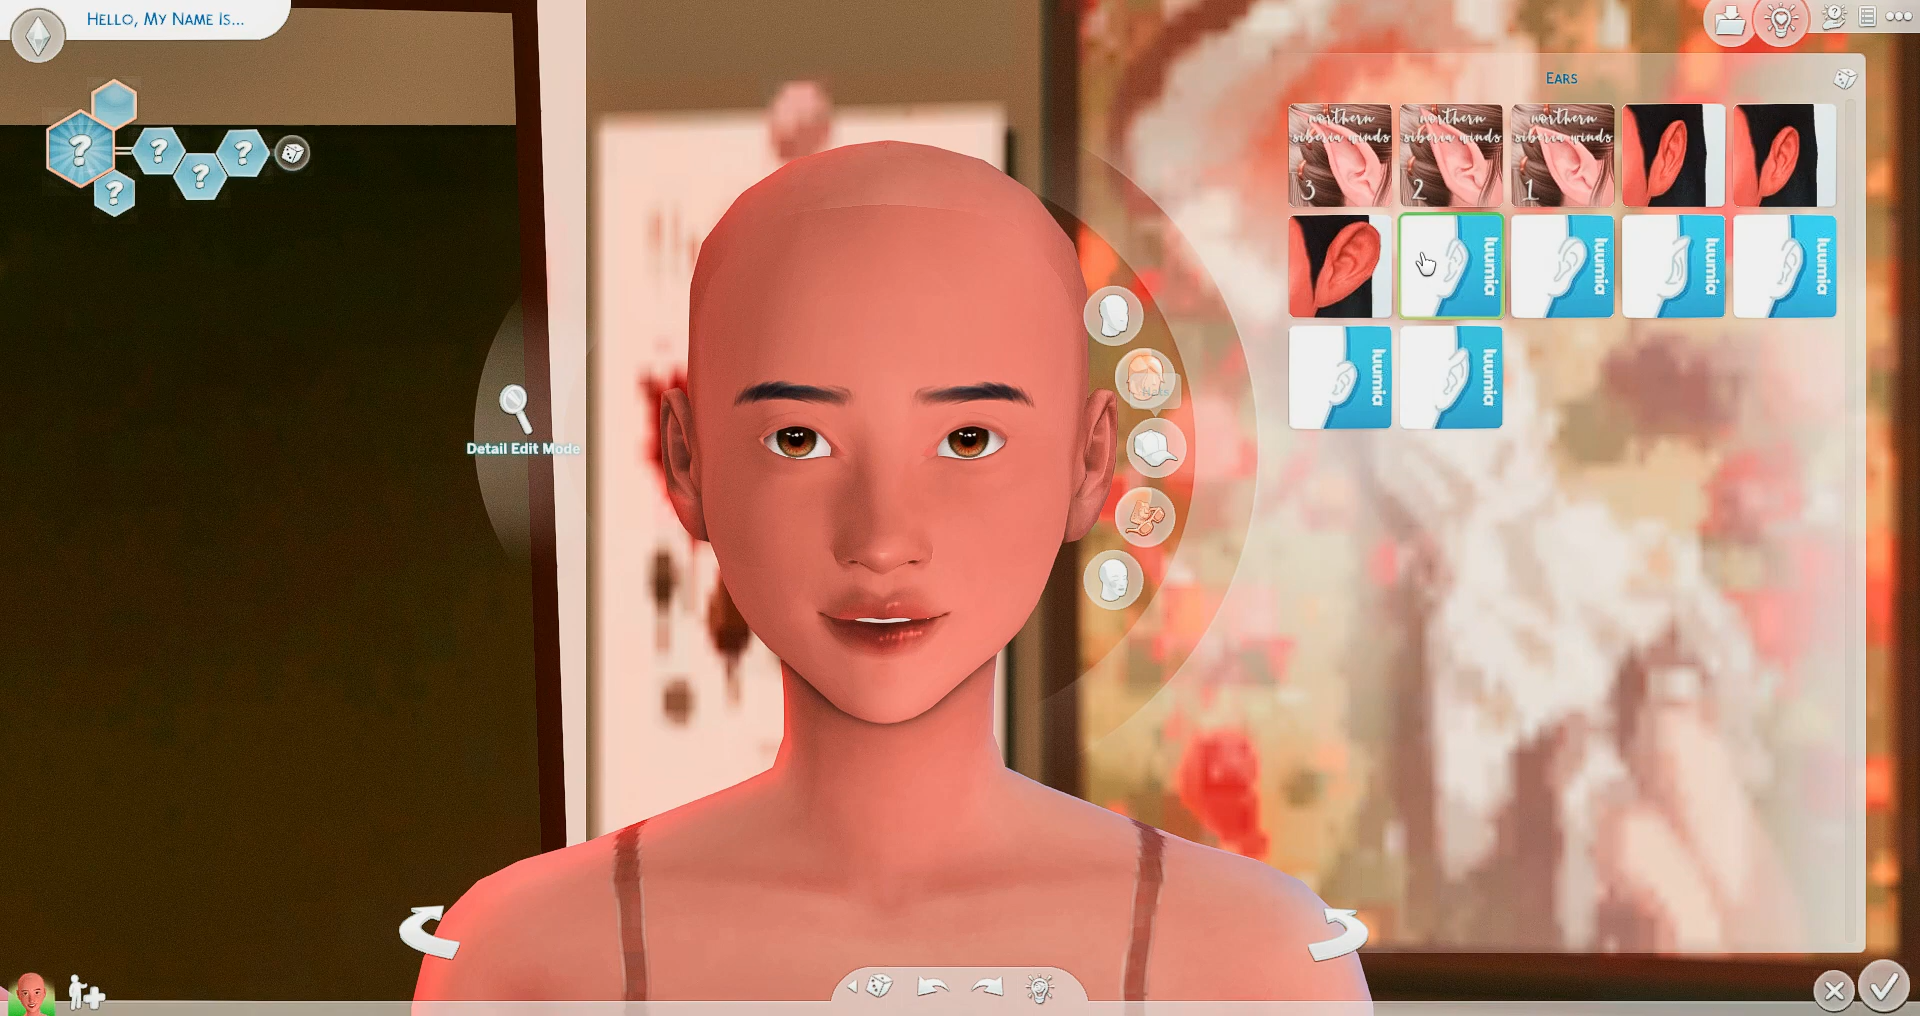 Hello, My Name Is...
Ears
northern
siberia winds
3
northern
siberia winds
2
northern
siberia winds
1
luumia
luumia
luumia
luumia
luumia
luumia
Hats
Detail Edit Mode